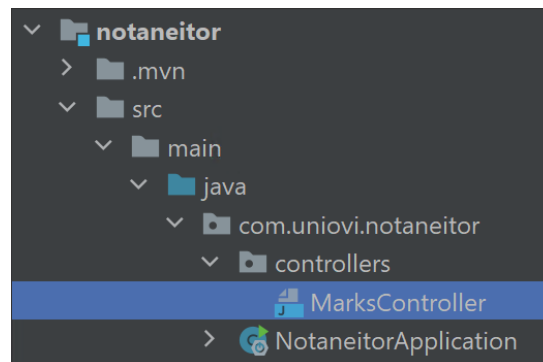 notaneitor
.mvn
src
main
java
com.uniovi.notaneitor
controllers
MarksController
NotaneitorApplication